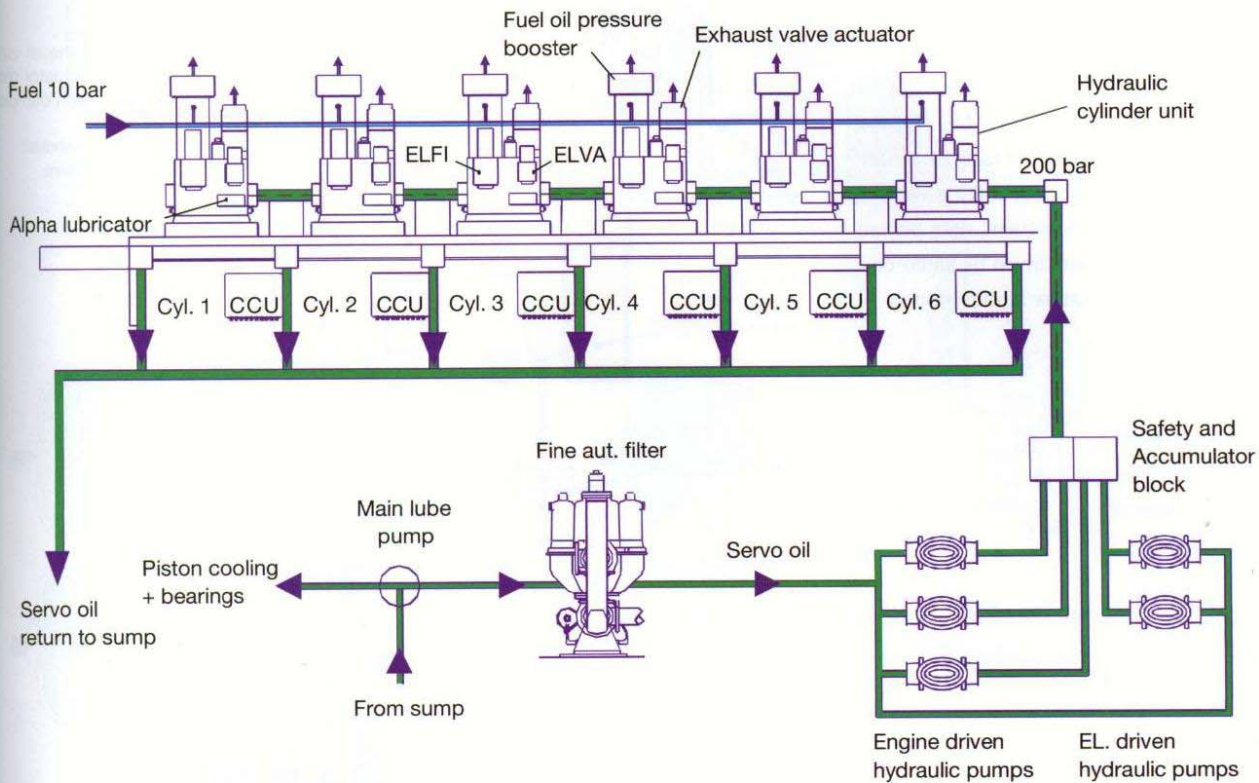 Fuel oil pressure
booster
Exhaust valve actuator
Fuel 10 bar
Hydraulic
cylinder unit
ELFI
ELVA
200 bar
Alpha lubricator
Cyl. 1
CCU
Cyl. 2
CCU
Cyl. 3
CCU
Cyl. 4
CCU
Cyl. 5
CCU
Cyl. 6
CCU
Safety and
Accumulator
block
Fine aut. filter
Main lube
pump
Servo oil
Piston cooling
+ bearings
Servo oil
return to sump
From sump
Engine driven
hydraulic pumps
EL. driven
hydraulic pumps